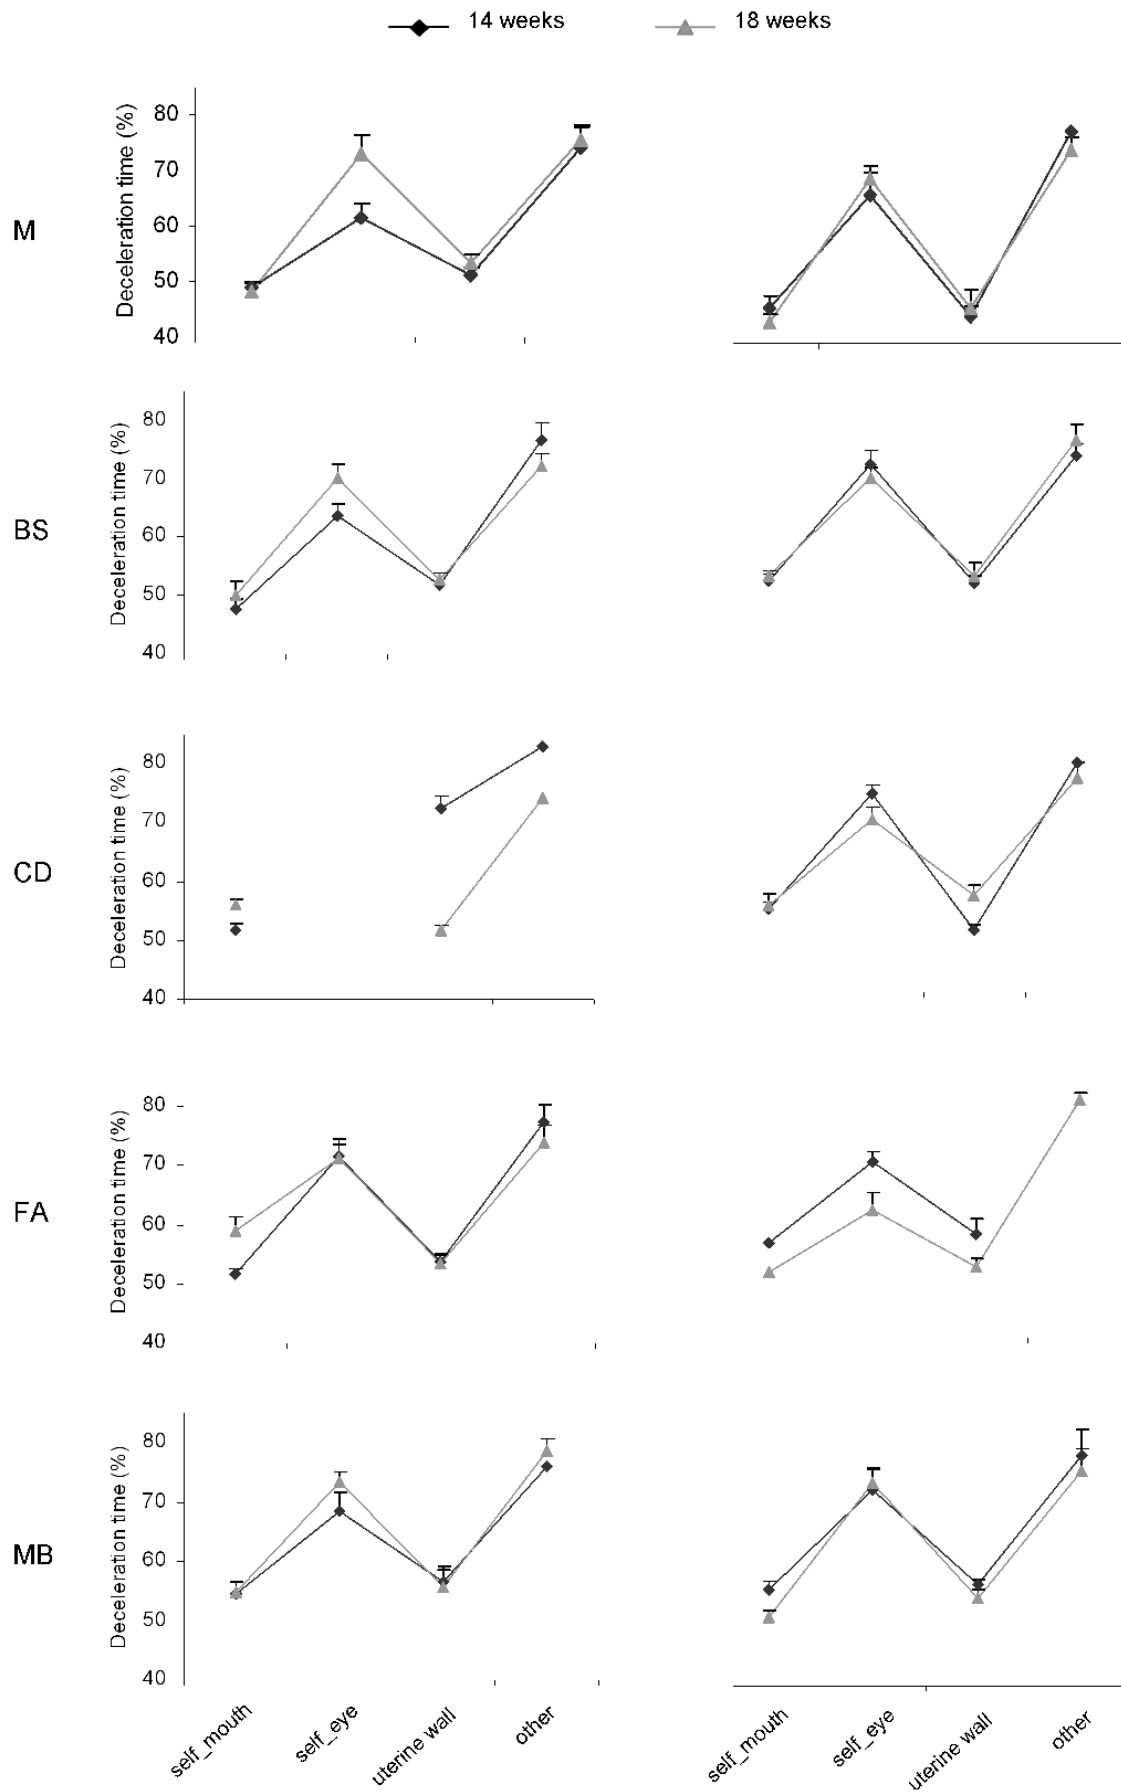 14 weeks 18 weeks
M
Deceleration time (%)
80
70
60
50
40
BS
Deceleration time (%)
80
70
60
50
40
CD
Deceleration time (%)
80
70
60
50
40
FA
Deceleration time (%)
80
70
60
50
40
MB
Deceleration time (%)
80
70
60
50
40
self_mouth self_eye uterine wall other self_mouth self_eye uterine wall other